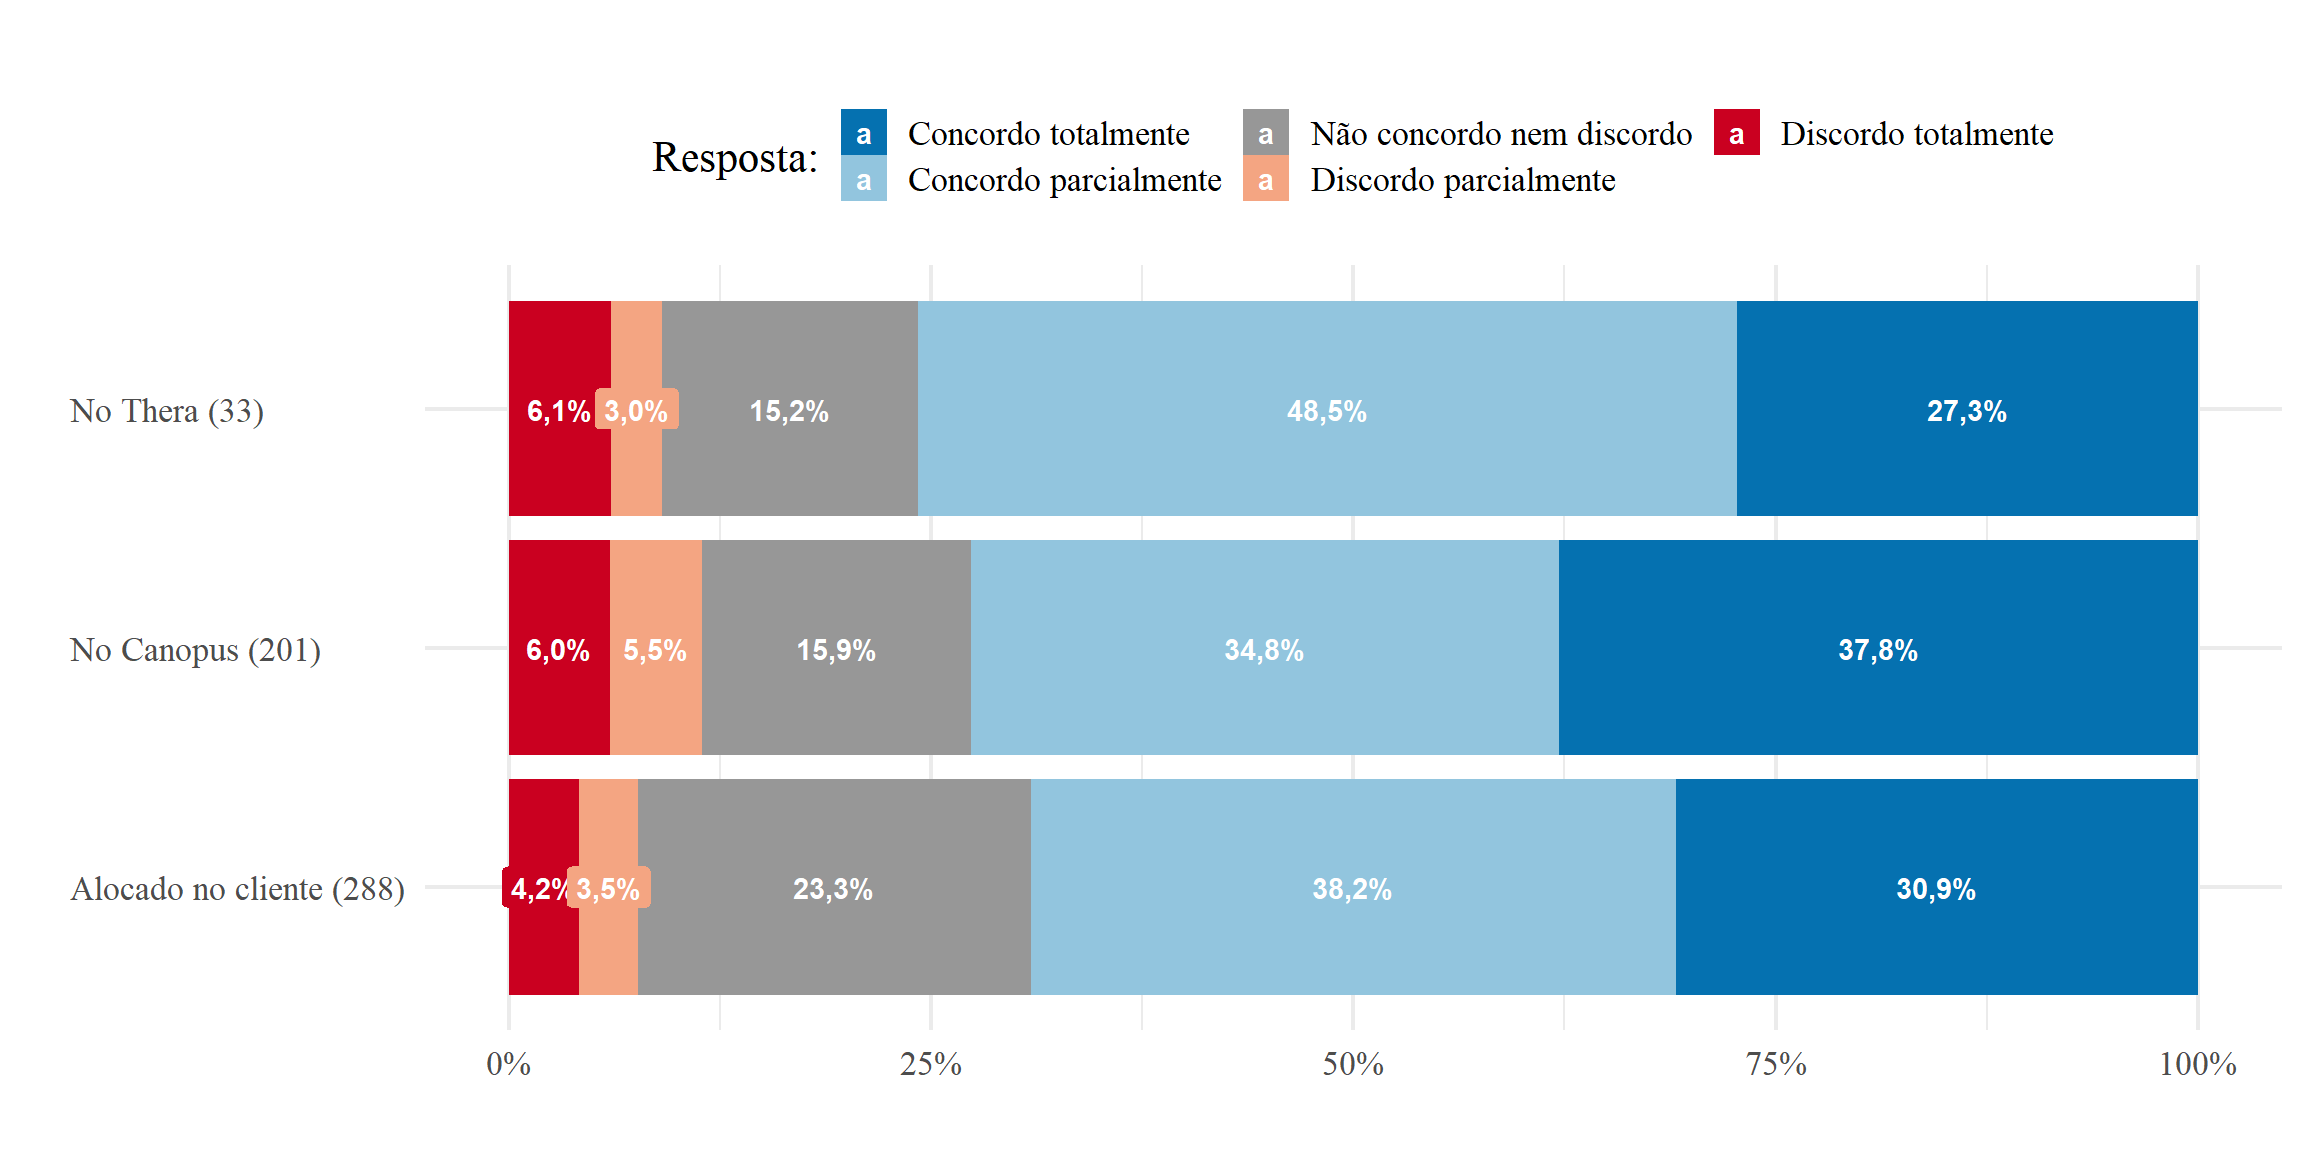 Resposta:
a Concordo totalmente
a Concordo parcialmente
a Não concordo nem discordo
a Discordo parcialmente
a Discordo totalmente
No Thera (33)
6,1% 3,0% 15,2% 48,5% 27,3%
No Canopus (201)
6,0% 5,5% 15,9% 34,8% 37,8%
Alocado no cliente (288)
4,2% 3,5% 23,3% 38,2% 30,9%
0% 25% 50% 75% 100%